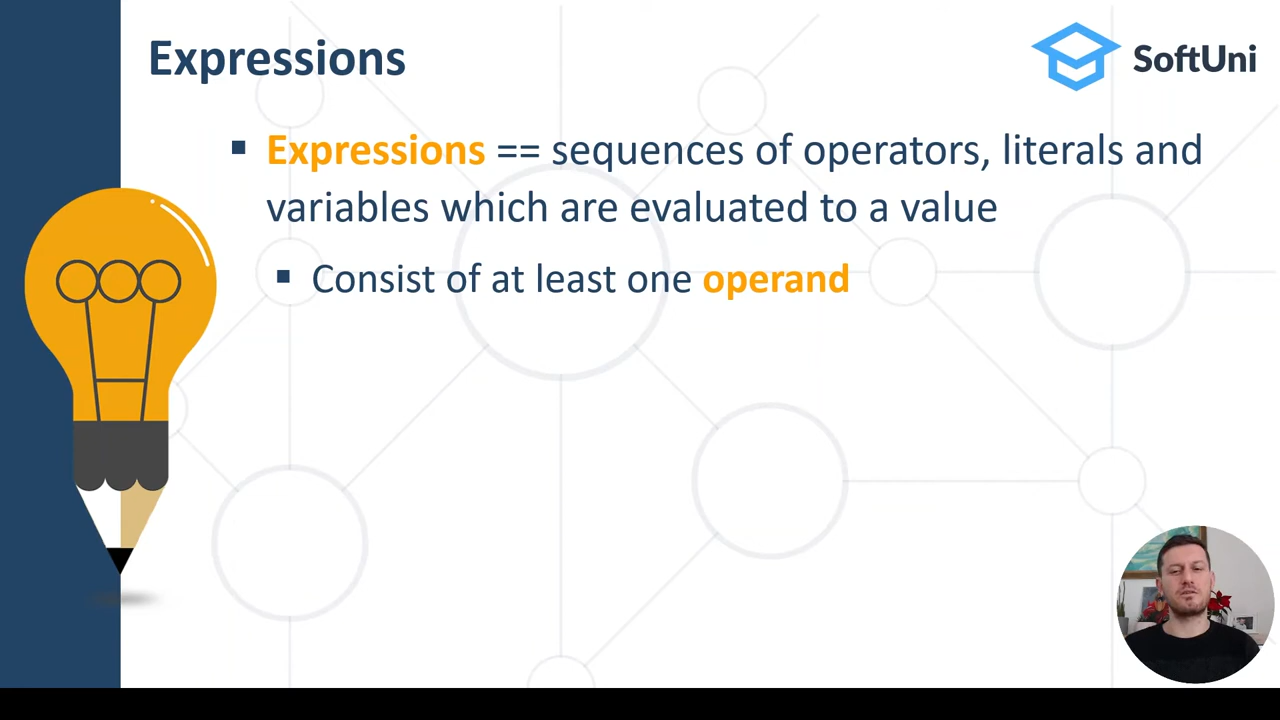 Expressions
SoftUni
▪ Expressions == sequences of operators, literals and
variables which are evaluated to a value
▪ Consist of at least one operand